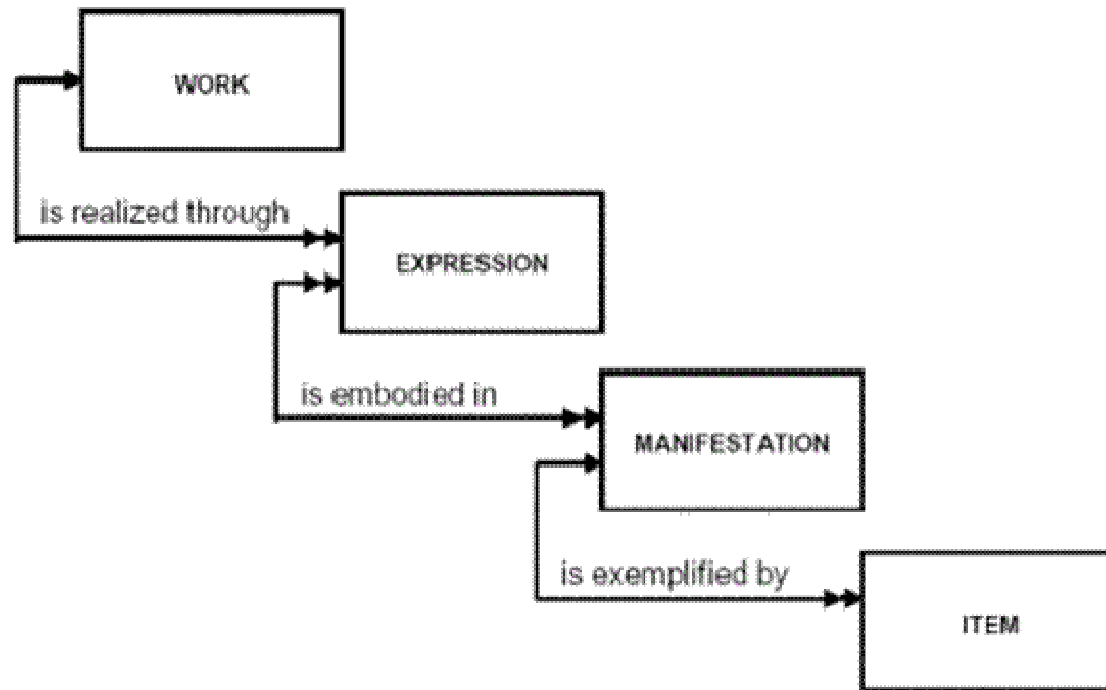 WORK
is realized through
EXPRESSION
is embodied in
MANIFESTATION
is exemplified by
ITEM